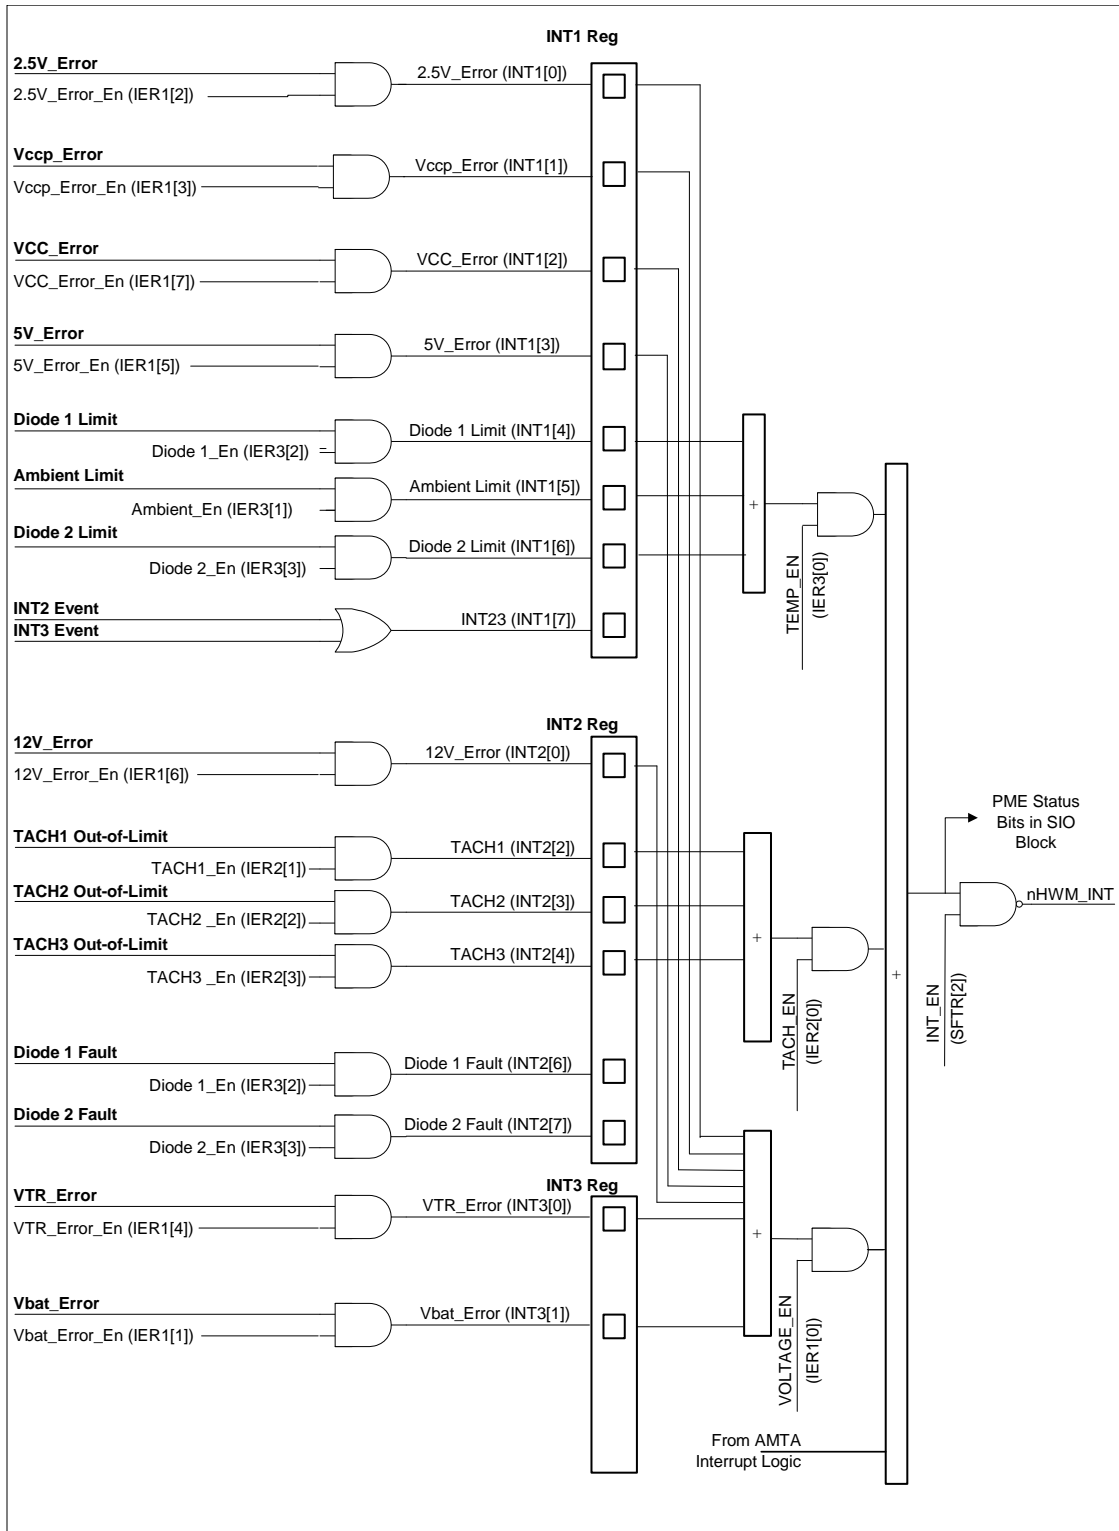 INT1 Reg
2.5V_Error
2.5V_Error_En (IER1[2])
2.5V_Error (INT1[0])
Vccp_Error
Vccp_Error_En (IER1[3])
Vccp_Error (INT1[1])
VCC_Error
VCC_Error_En (IER1[7])
VCC_Error (INT1[2])
5V_Error
5V_Error_En (IER1[5])
5V_Error (INT1[3])
Diode 1 Limit
Diode 1_En (IER3[2])
Diode 1 Limit (INT1[4])
Ambient Limit
Ambient_En (IER3[1])
Ambient Limit (INT1[5])
Diode 2 Limit
Diode 2_En (IER3[3])
Diode 2 Limit (INT1[6])
INT2 Event
INT3 Event
INT23 (INT1[7])
+
TEMP_EN
(IER3[0])
INT2 Reg
12V_Error
12V_Error_En (IER1[6])
12V_Error (INT2[0])
TACH1 Out-of-Limit
TACH1_En (IER2[1])
TACH1 (INT2[2])
TACH2 Out-of-Limit
TACH2 _En (IER2[2])
TACH2 (INT2[3])
TACH3 Out-of-Limit
TACH3 _En (IER2[3])
TACH3 (INT2[4])
+
TACH_EN
(IER2[0])
Diode 1 Fault
Diode 1_En (IER3[2])
Diode 1 Fault (INT2[6])
Diode 2 Fault
Diode 2_En (IER3[3])
Diode 2 Fault (INT2[7])
INT3 Reg
VTR_Error
VTR_Error_En (IER1[4])
VTR_Error (INT3[0])
Vbat_Error
Vbat_Error_En (IER1[1])
Vbat_Error (INT3[1])
+
VOLTAGE_EN
(IER1[0])
From AMTA
Interrupt Logic
+
PME Status
Bits in SIO
Block
nHWM_INT
INT_EN
(SFTR[2])